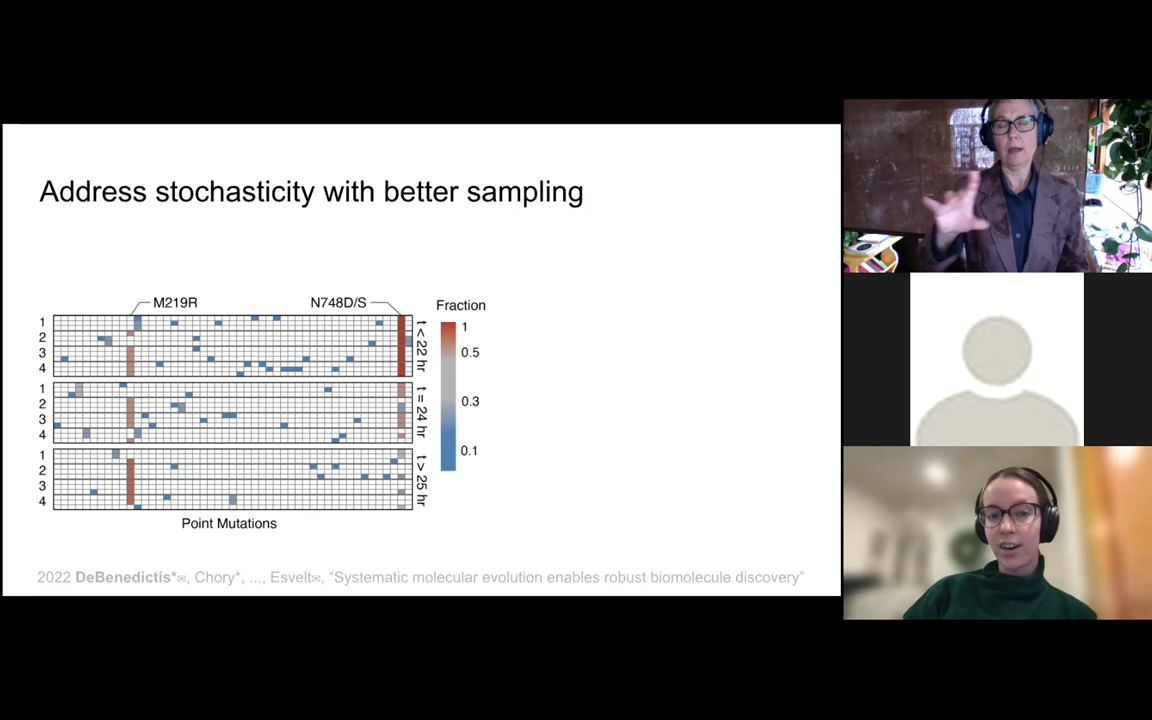 Address stochasticity with better sampling
M219R
N748D/S
Fraction
1
2
3
4
t < 22 hr
1
2
3
4
t = 24 hr
1
2
3
4
t > 25 hr
1
0.5
0.3
0.1
Point Mutations
2022 DeBenedictis*✉, Chory*, ..., Esvelt✉, “Systematic molecular evolution enables robust biomolecule discovery”